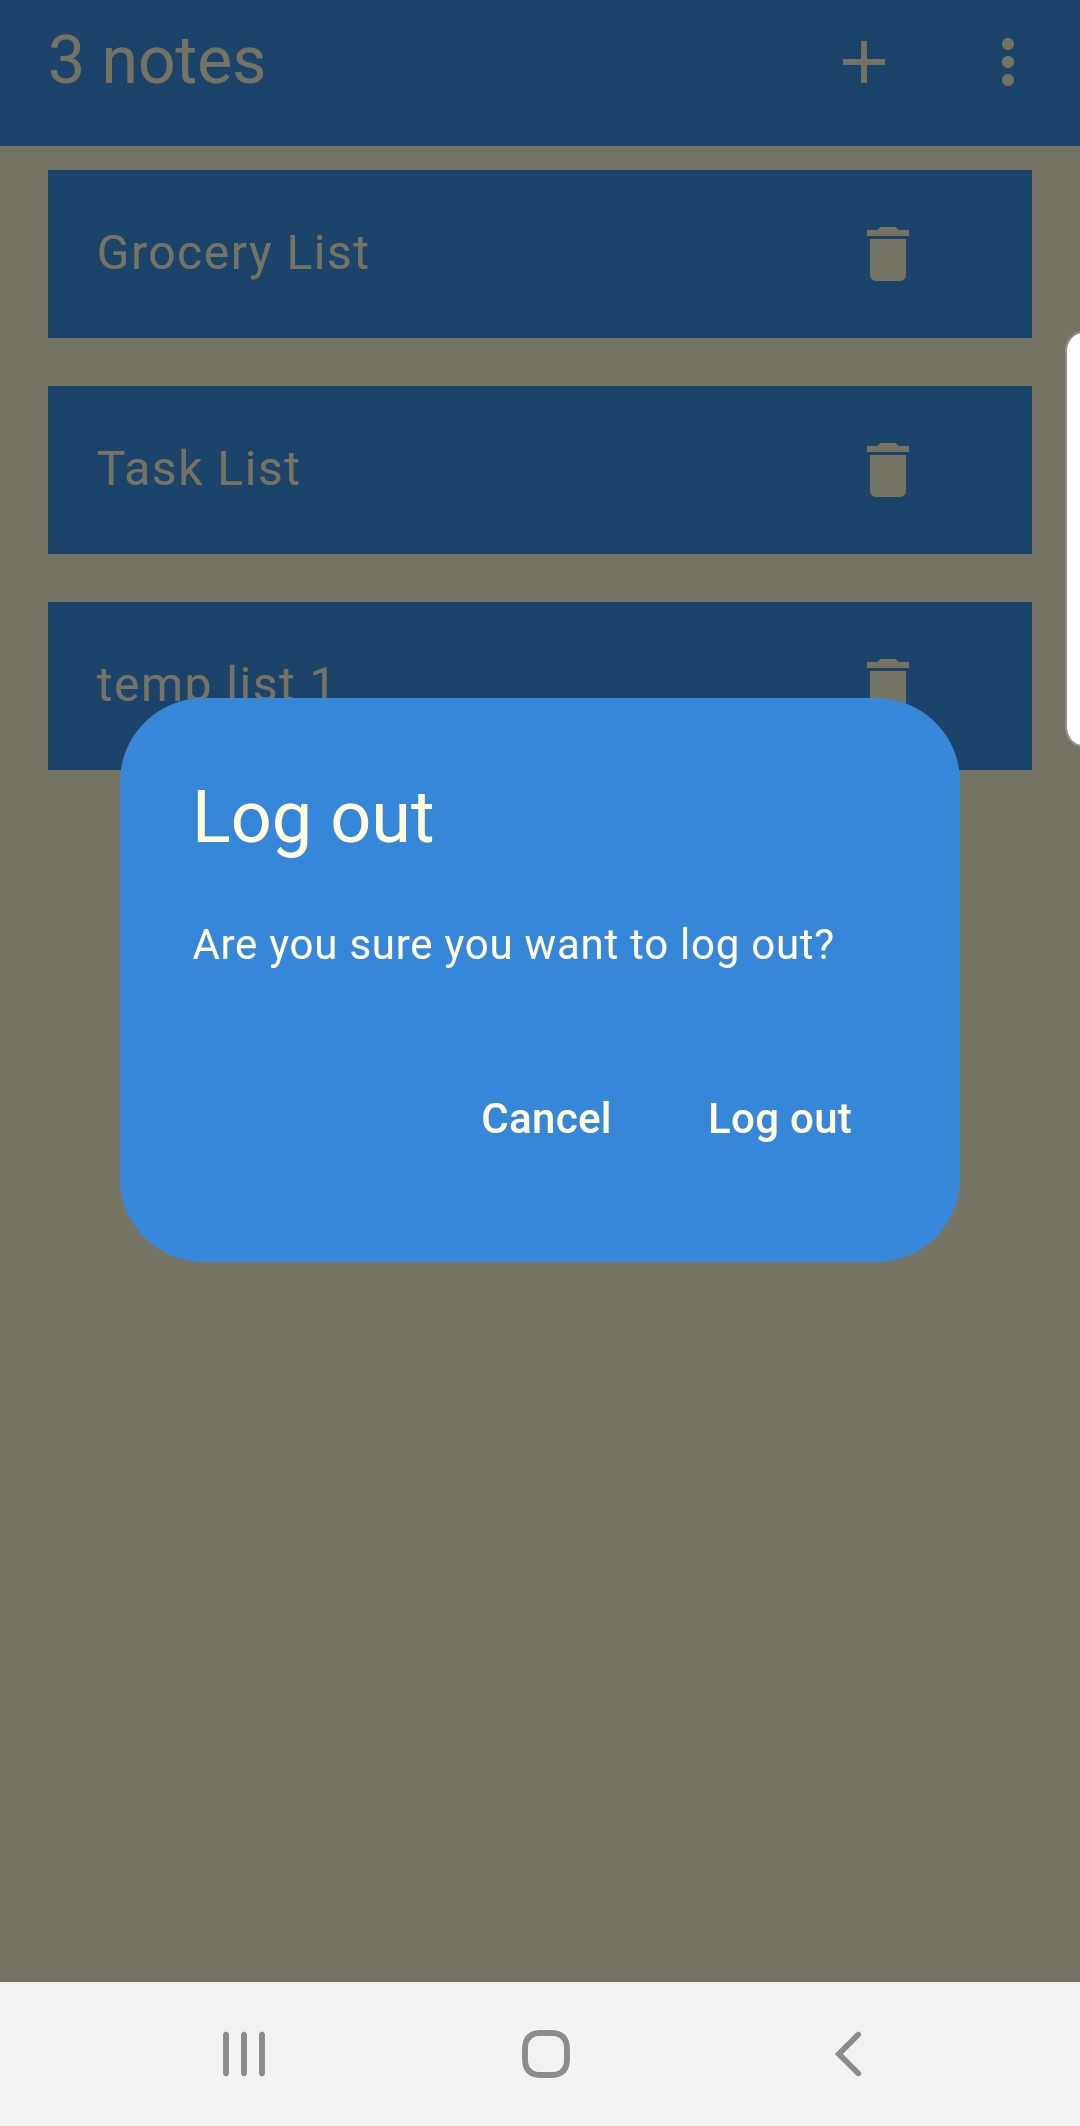 3 notes
Grocery List
Task List
temp list 1
Log out
Are you sure you want to log out?
Cancel Log out